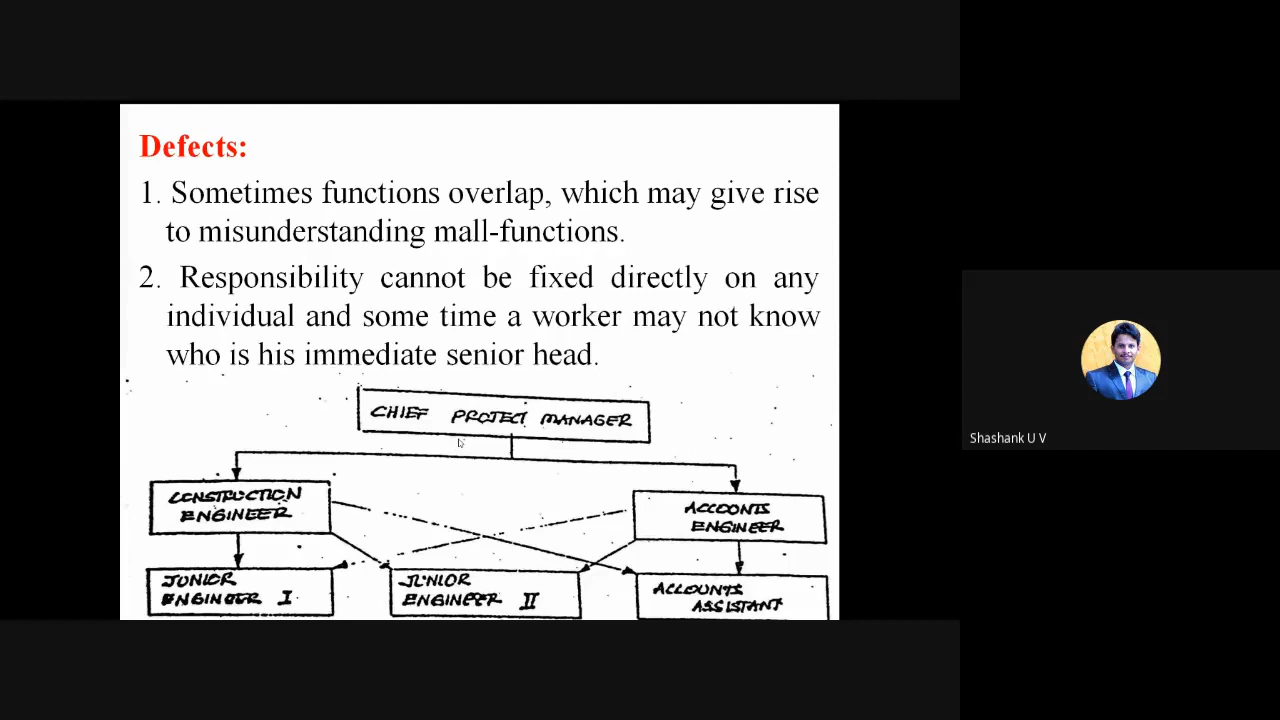 Defects:
1. Sometimes functions overlap, which may give rise
to misunderstanding mall-functions.
2. Responsibility cannot be fixed directly on any
individual and some time a worker may not know
who is his immediate senior head.
CHIEF PROJECT MANAGER
CONSTRUCTION
ENGINEER
ACCOUNTS
ENGINEER
JUNIOR
ENGINEER I
JUNIOR
ENGINEER II
ACCOUNTS
ASSISTANT
Shashank U V